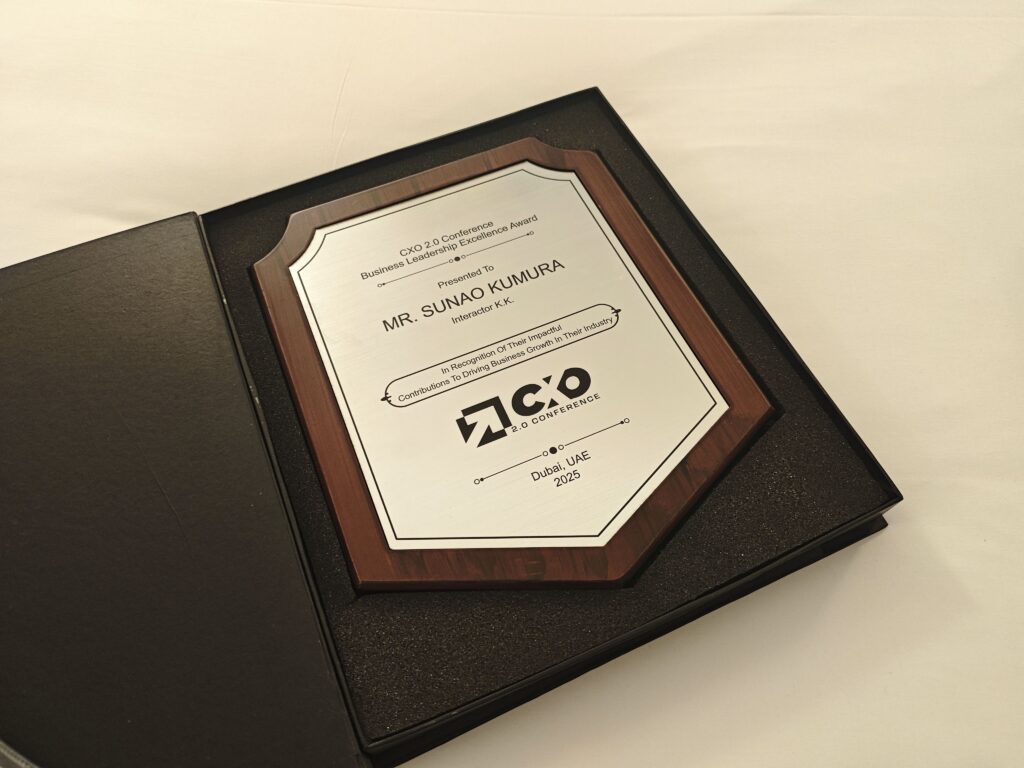 CXO 2.0 Conference
Business Leadership Excellence Award
Presented To
MR. SUNAO KUMURA
Interactor K.K.
In Recognition Of Their Impactful
Contributions To Driving Business Growth In Their Industry
CXO
2.0 CONFERENCE
Dubai, UAE
2025